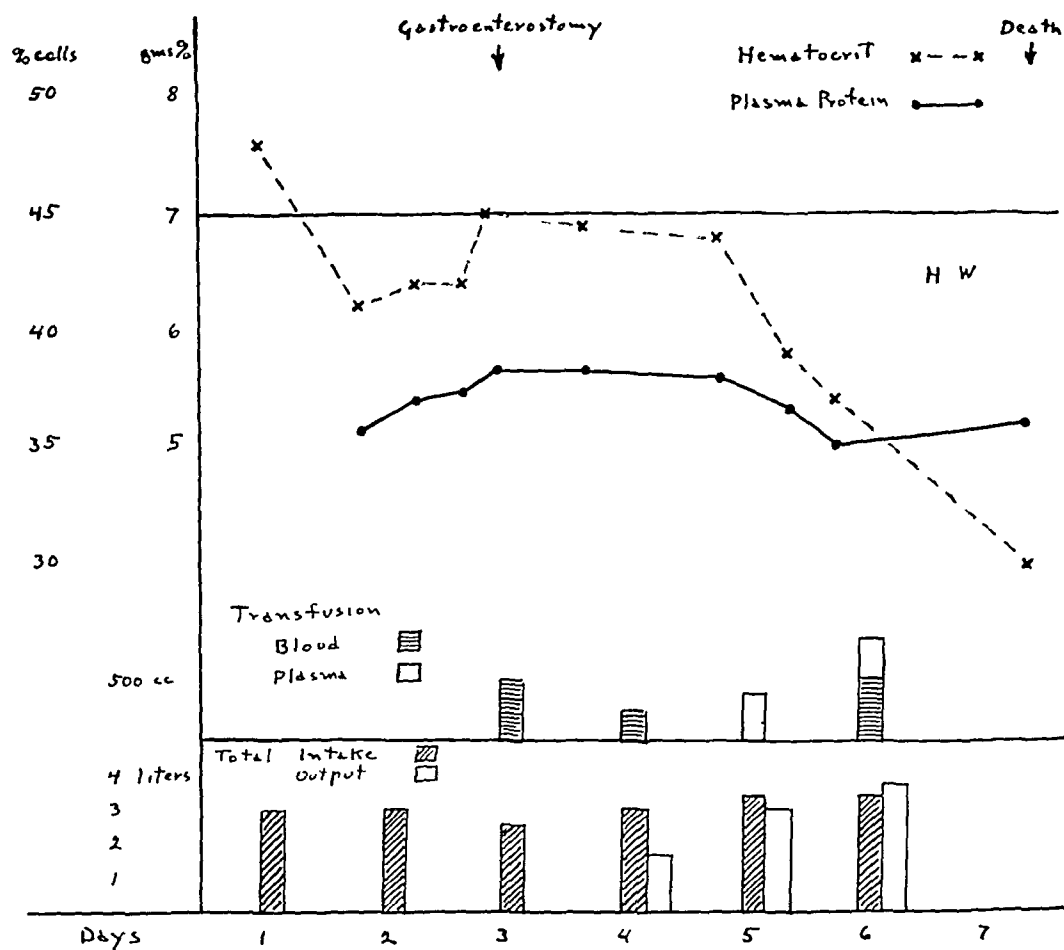 Gastroenterostomy
Death
% cells gms%
Hematocrit
50 8
Plasma Protein
45 7
H W
40 6
35 5
30
Transfusion
Blood
500 cc
Plasma
Total Intake
Output
4 liters
3
2
1
Days 1 2 3 4 5 6 7